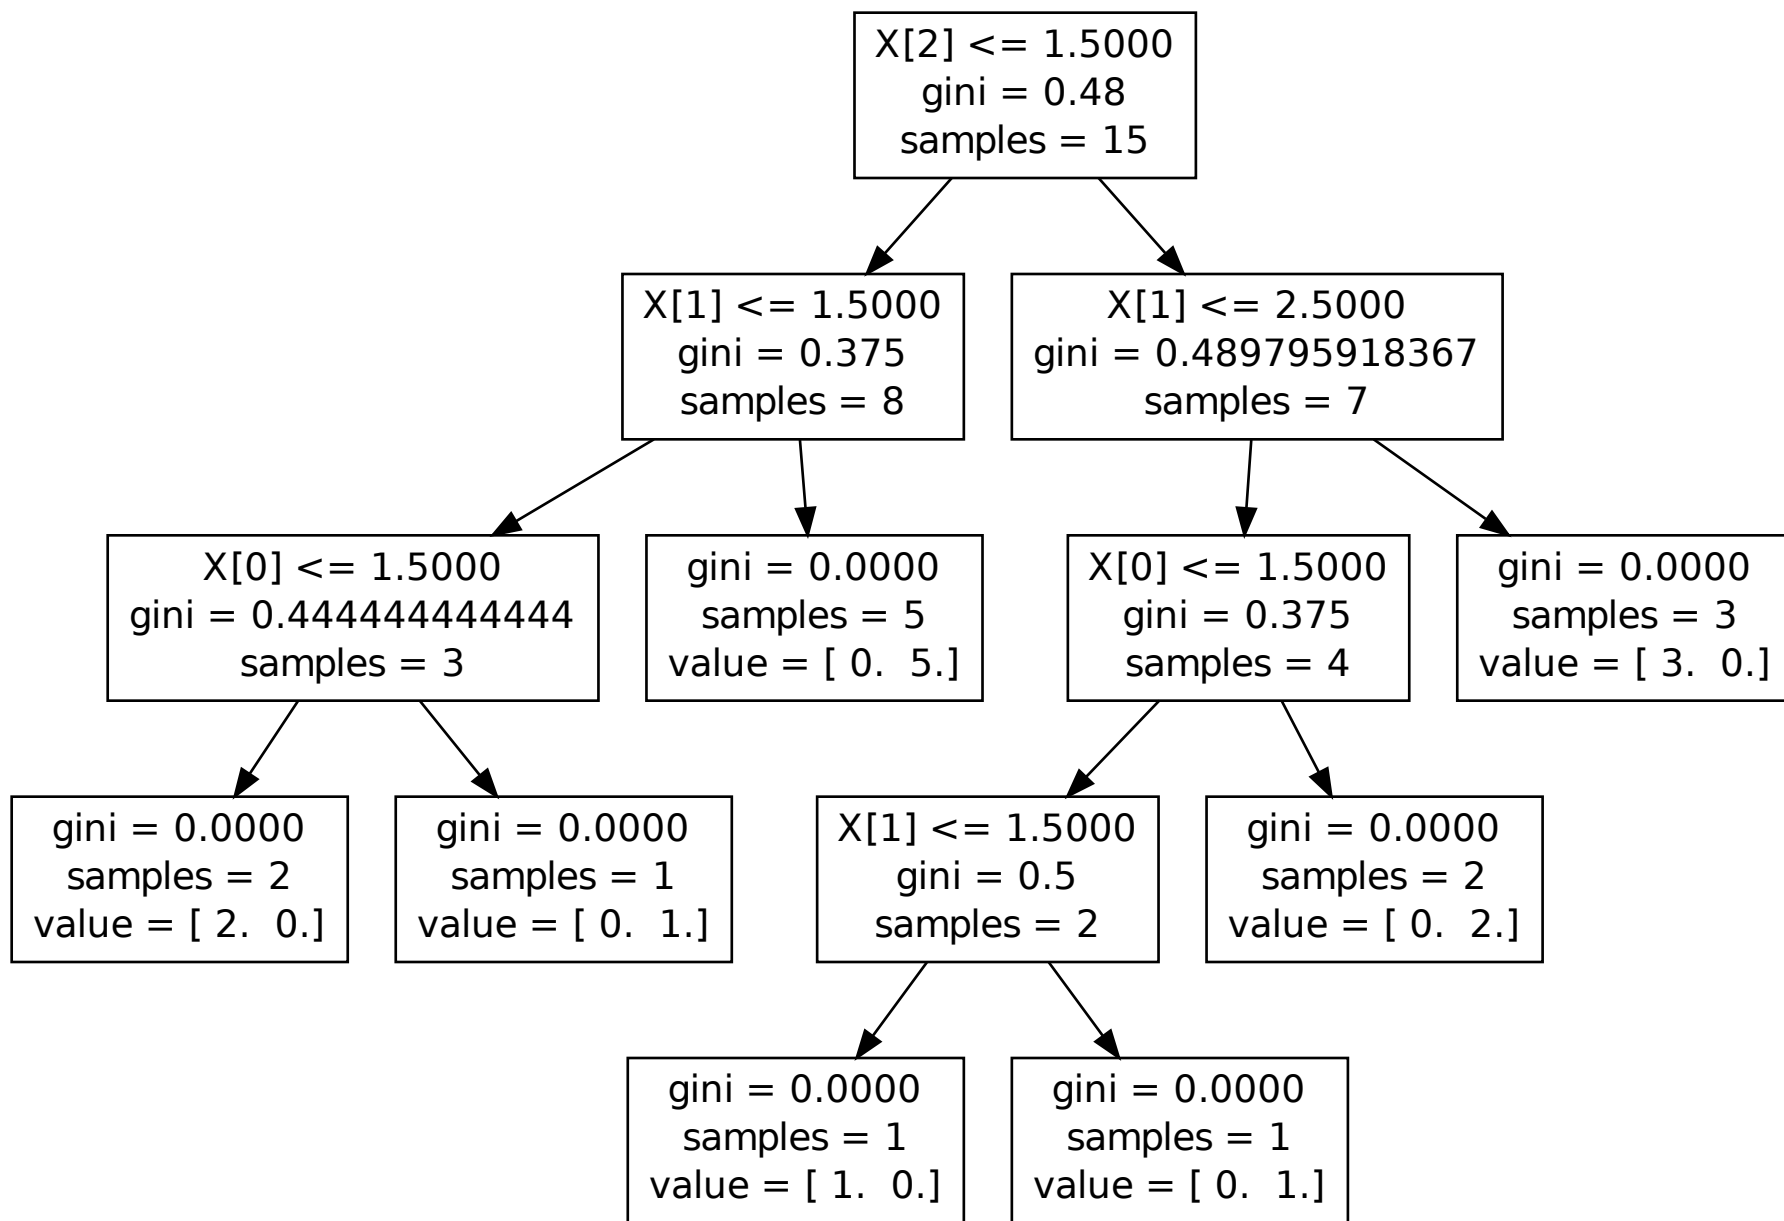 X[2] <= 1.5000
gini = 0.48
samples = 15
X[1] <= 1.5000
gini = 0.375
samples = 8
X[1] <= 2.5000
gini = 0.489795918367
samples = 7
X[0] <= 1.5000
gini = 0.444444444444
samples = 3
gini = 0.0000
samples = 5
value = [ 0.  5.]
X[0] <= 1.5000
gini = 0.375
samples = 4
gini = 0.0000
samples = 3
value = [ 3.  0.]
gini = 0.0000
samples = 2
value = [ 2.  0.]
gini = 0.0000
samples = 1
value = [ 0.  1.]
X[1] <= 1.5000
gini = 0.5
samples = 2
gini = 0.0000
samples = 2
value = [ 0.  2.]
gini = 0.0000
samples = 1
value = [ 1.  0.]
gini = 0.0000
samples = 1
value = [ 0.  1.]